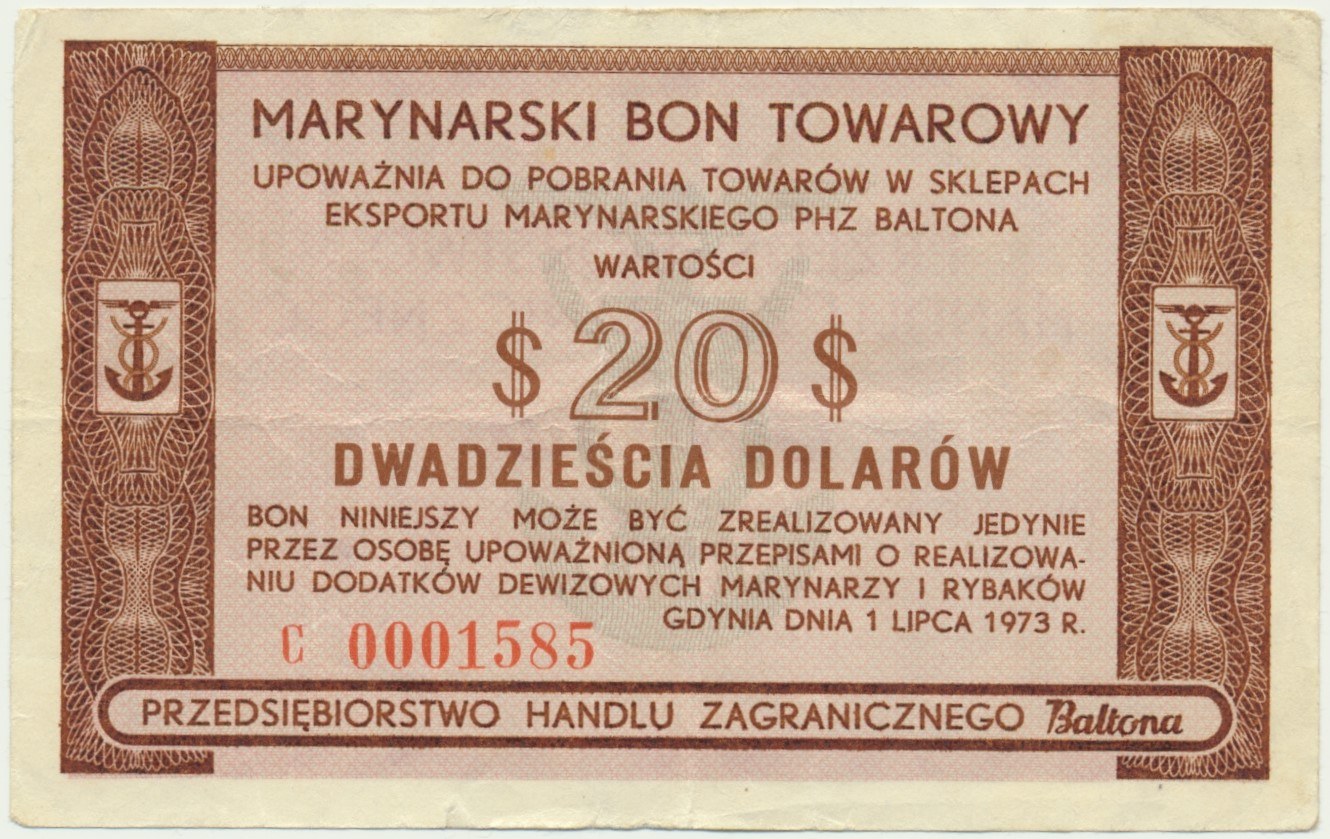 MARYNARSKI BON TOWAROWY
UPOWAŻNIA DO POBRANIA TOWARÓW W SKLEPACH
EKSPORTU MARYNARSKIEGO PHZ BALTONA
WARTOŚCI
$ 20 $
DWADZIEŚCIA DOLARÓW
BON NINIEJSZY MOŻE BYĆ ZREALIZOWANY JEDYNIE
PRZEZ OSOBĘ UPOWAŻNIONĄ PRZEPISAMI O REALIZOWA-
NIU DODATKÓW DEWIZOWYCH MARYNARZY I RYBAKÓW
GDYNIA DNIA 1 LIPCA 1973 R.
C 0001585
PRZEDSIĘBIORSTWO HANDLU ZAGRANICZNEGO Baltona